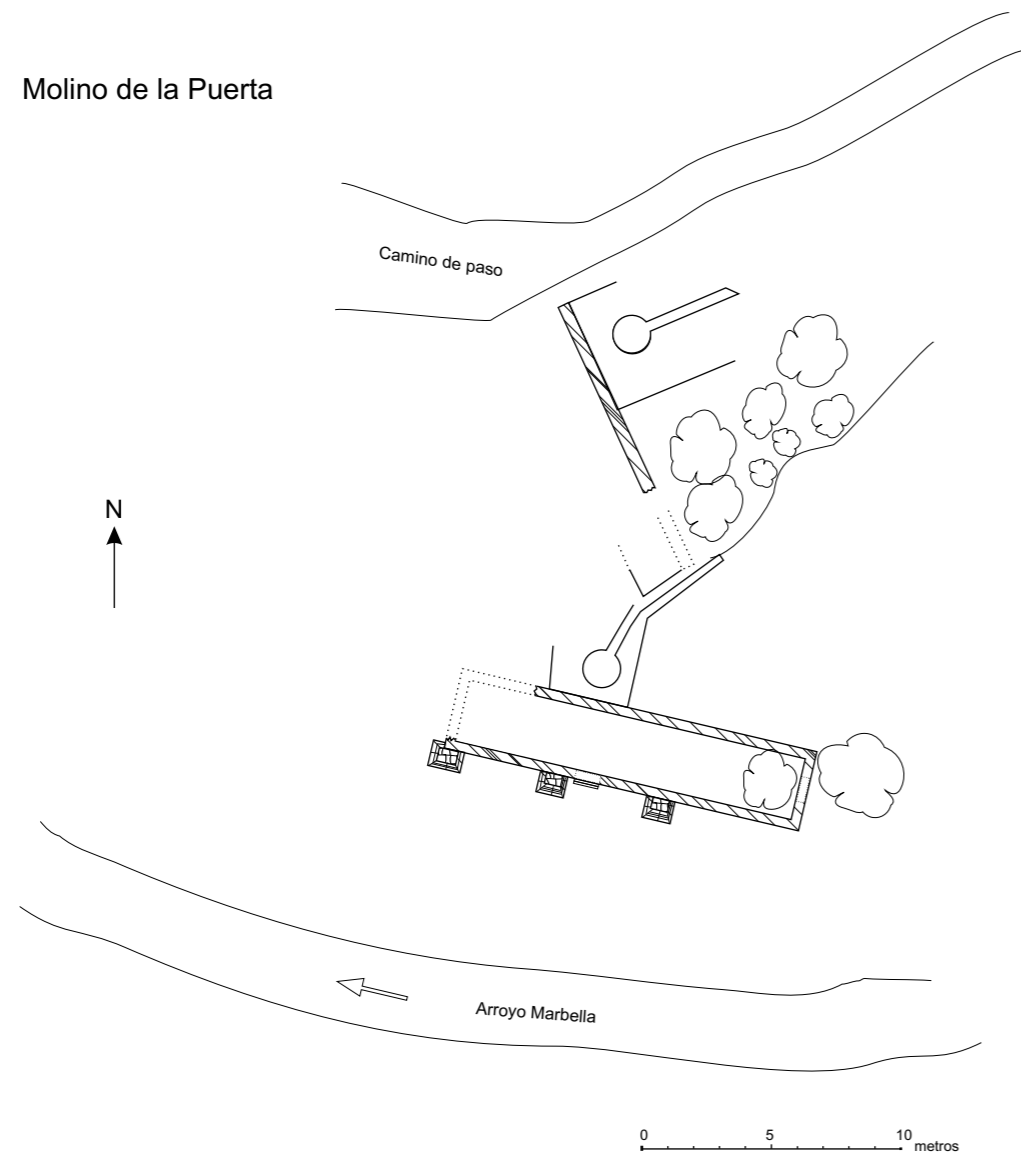 Molino de la Puerta
Camino de paso
N
Arroyo Marbella
0 5 10
metros